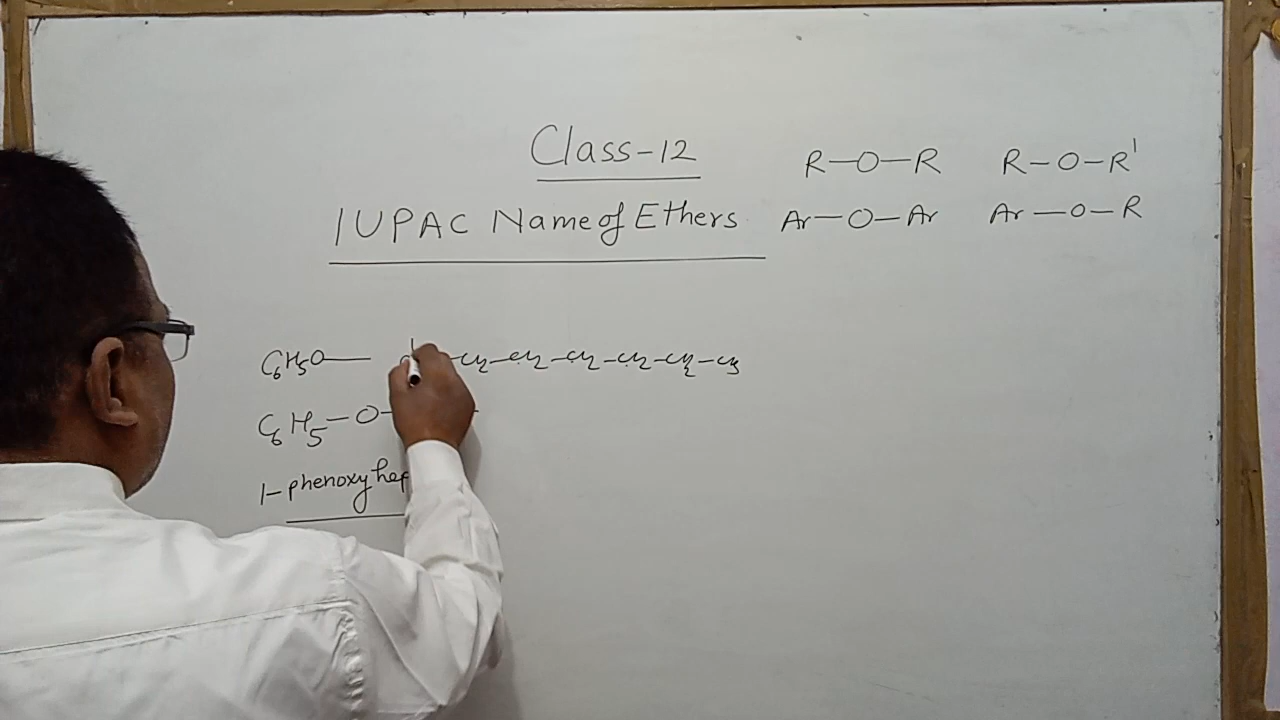 Class-12
R-O-R R-O-R'
IUPAC Name of Ethers Ar-O-Ar Ar-O-R
C6H5O- -CH2-CH2-CH2-CH2-CH2-CH3
C6H5-O-
1-phenoxyhep